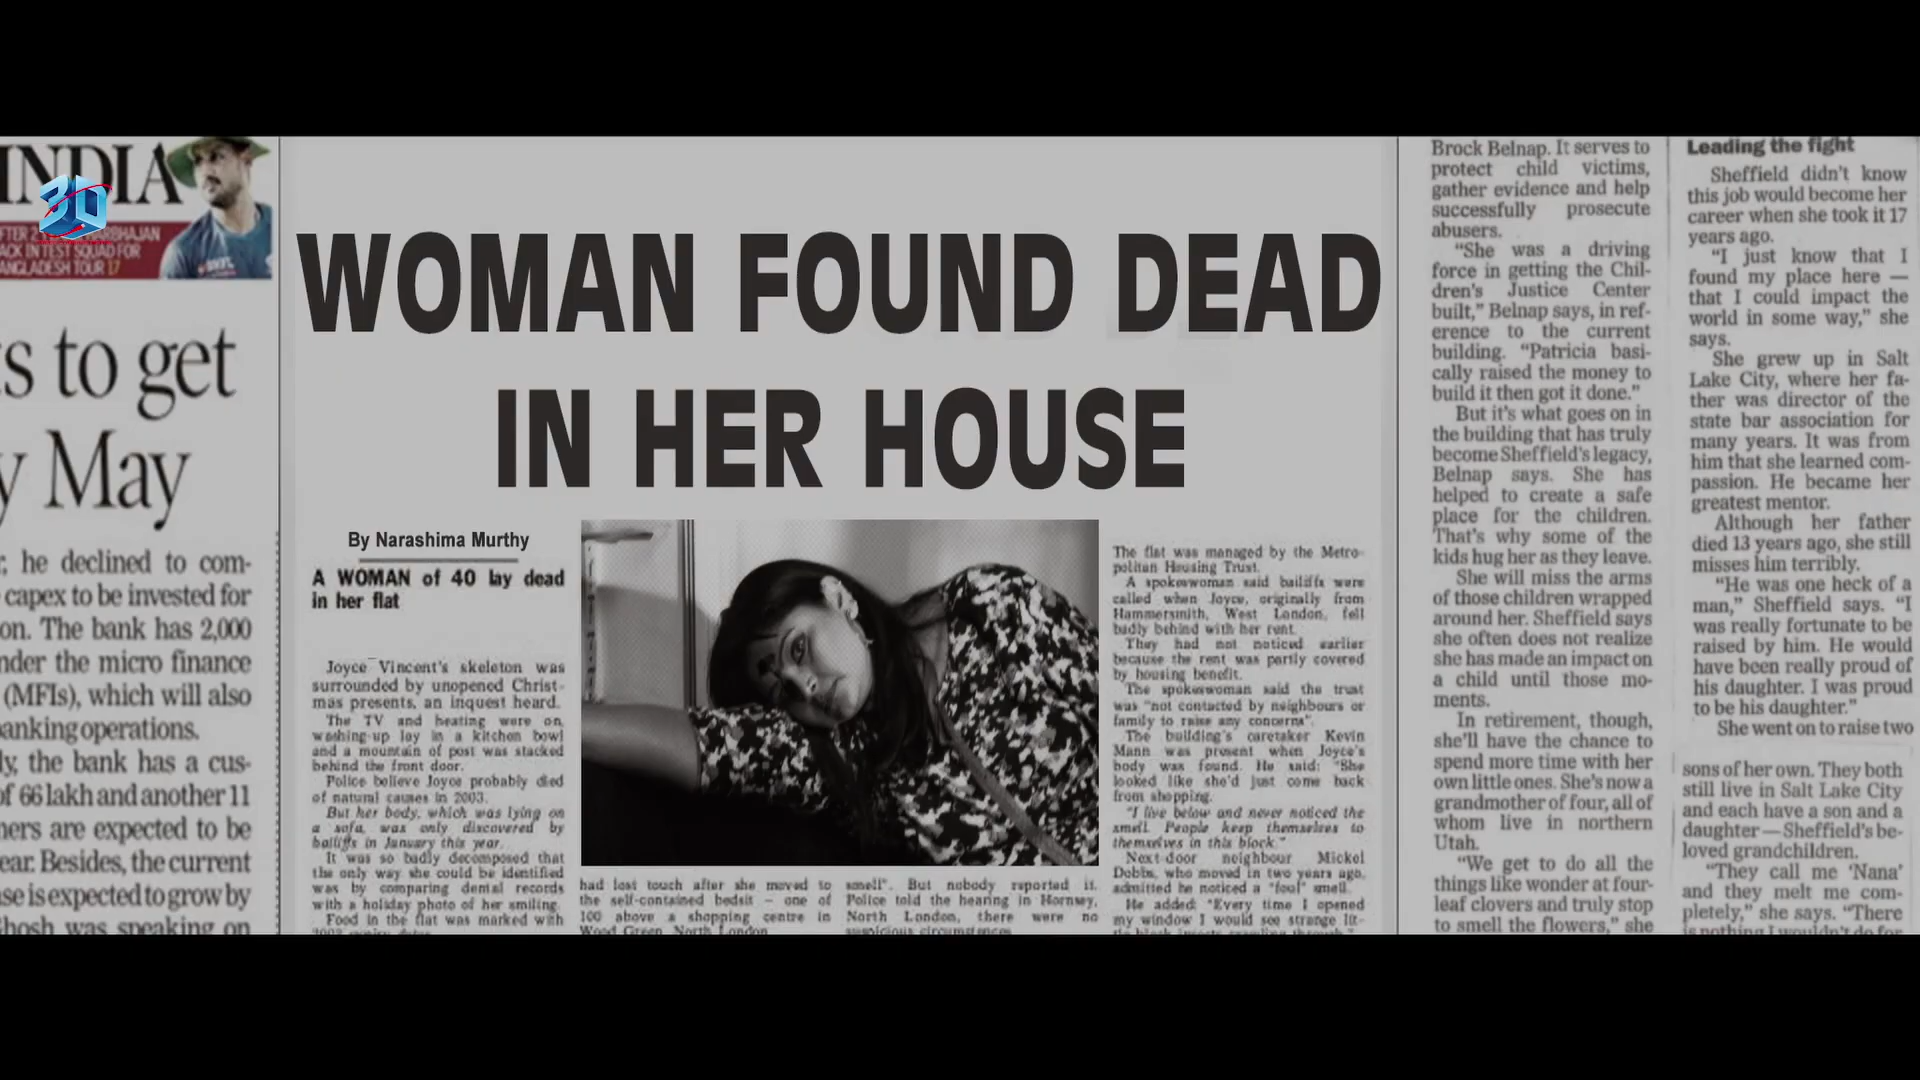 INDIA
3D
ACK IN TEST SQUAD FOR
ANGLADESH TOUR 17
s to get
y May
r, he declined to com-
capex to be invested for
on. The bank has 2,000
nder the micro finance
(MFIs), which will also
anking operations.
ly, the bank has a cus-
of 66 lakh and another 11
mers are expected to be
ear. Besides, the current
se is expected to grow by
Ghosh was speaking on
WOMAN FOUND DEAD
IN HER HOUSE
By Narashima Murthy
A WOMAN of 40 lay dead
in her flat
Joyce Vincent's skeleton was
surrounded by unopened Christ-
mas presents, an inquest heard.
The TV and heating were on,
washing-up lay in a kitchen bowl
and a mountain of post was stacked
behind the front door.
Police believe Joyce probably died
of natural causes in 2003.
But her body, which was lying on
a sofa, was only discovered by
bailiffs in January this year.
It was so badly decomposed that
the only way she could be identified
was by comparing dental records
with a holiday photo of her smiling.
Food in the flat was marked with
had lost touch after she moved to
the self-contained bedsit – one of
100 above a shopping centre in
Wood Green, North London.
smell". But nobody reported it.
Police told the hearing in Hornsey,
North London, there were no
suspicious circumstances.
The flat was managed by the Metro-
politan Housing Trust.
A spokeswoman said bailiffs were
called when Joyce, originally from
Hammersmith, West London, fell
badly behind with her rent.
They had not noticed earlier
because the rent was partly covered
by housing benefit.
The spokeswoman said the trust
was "not contacted by neighbours or
family to raise any concerns".
The building's caretaker Kevin
Mann was present when Joyce's
body was found. He said: "She
looked like she'd just come back
from shopping.
"I live below and never noticed the
smell. People keep themselves to
themselves in this block."
Next-door neighbour Mickel
Dobbs, who moved in two years ago,
admitted he noticed a "foul" smell.
He added: "Every time I opened
my window I would see strange lit-
Brock Belnap. It serves to
protect child victims,
gather evidence and help
successfully prosecute
abusers.
"She was a driving
force in getting the Chil-
dren's Justice Center
built," Belnap says, in ref-
erence to the current
building. "Patricia basi-
cally raised the money to
build it then got it done."
But it's what goes on in
the building that has truly
become Sheffield's legacy,
Belnap says. She has
helped to create a safe
place for the children.
That's why some of the
kids hug her as they leave.
She will miss the arms
of those children wrapped
around her. Sheffield says
she often does not realize
she has made an impact on
a child until those mo-
ments.
In retirement, though,
she'll have the chance to
spend more time with her
own little ones. She's now a
grandmother of four, all of
whom live in northern
Utah.
"We get to do all the
things like wonder at four-
leaf clovers and truly stop
to smell the flowers," she
Leading the fight
Sheffield didn't know
this job would become her
career when she took it 17
years ago.
"I just know that I
found my place here —
that I could impact the
world in some way," she
says.
She grew up in Salt
Lake City, where her fa-
ther was director of the
state bar association for
many years. It was from
him that she learned com-
passion. He became her
greatest mentor.
Although her father
died 13 years ago, she still
misses him terribly.
"He was one heck of a
man," Sheffield says. "I
was really fortunate to be
raised by him. He would
have been really proud of
his daughter. I was proud
to be his daughter."
She went on to raise two
sons of her own. They both
still live in Salt Lake City
and each have a son and a
daughter — Sheffield's be-
loved grandchildren.
"They call me 'Nana'
and they melt me com-
pletely," she says. "There
is nothing I wouldn't do for